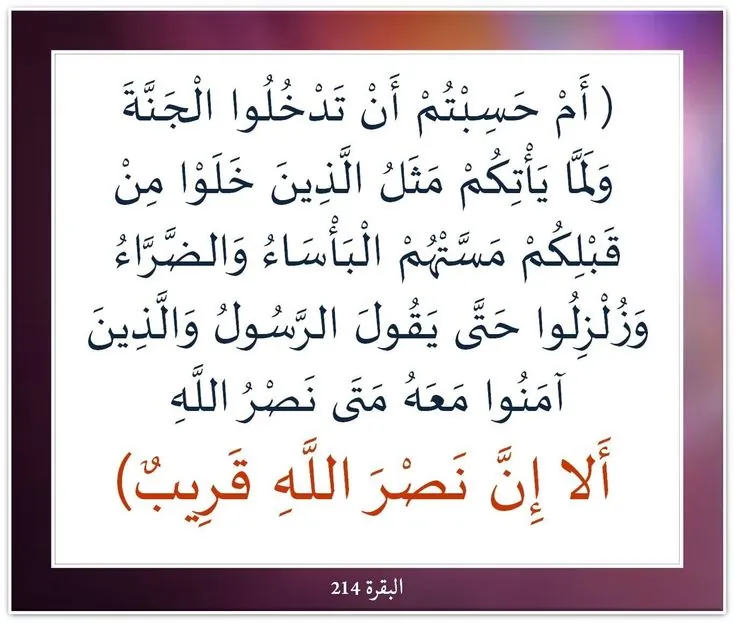 ( أَمْ حَسِبْتُمْ أَنْ تَدْخُلُوا الْجَنَّةَ
وَلَمَّا يَأْتِكُمْ مَثَلُ الَّذِينَ خَلَوْا مِنْ
قَبْلِكُمْ مَسَّتْهُمْ الْبَأْسَاءُ وَالضَّرَّاءُ
وَزُلْزِلُوا حَتَّى يَقُولَ الرَّسُولُ وَالَّذِينَ
آمَنُوا مَعَهُ مَتَى نَصْرُ اللَّهِ
أَلا إِنَّ نَصْرَ اللَّهِ قَرِيبٌ)
البقرة 214